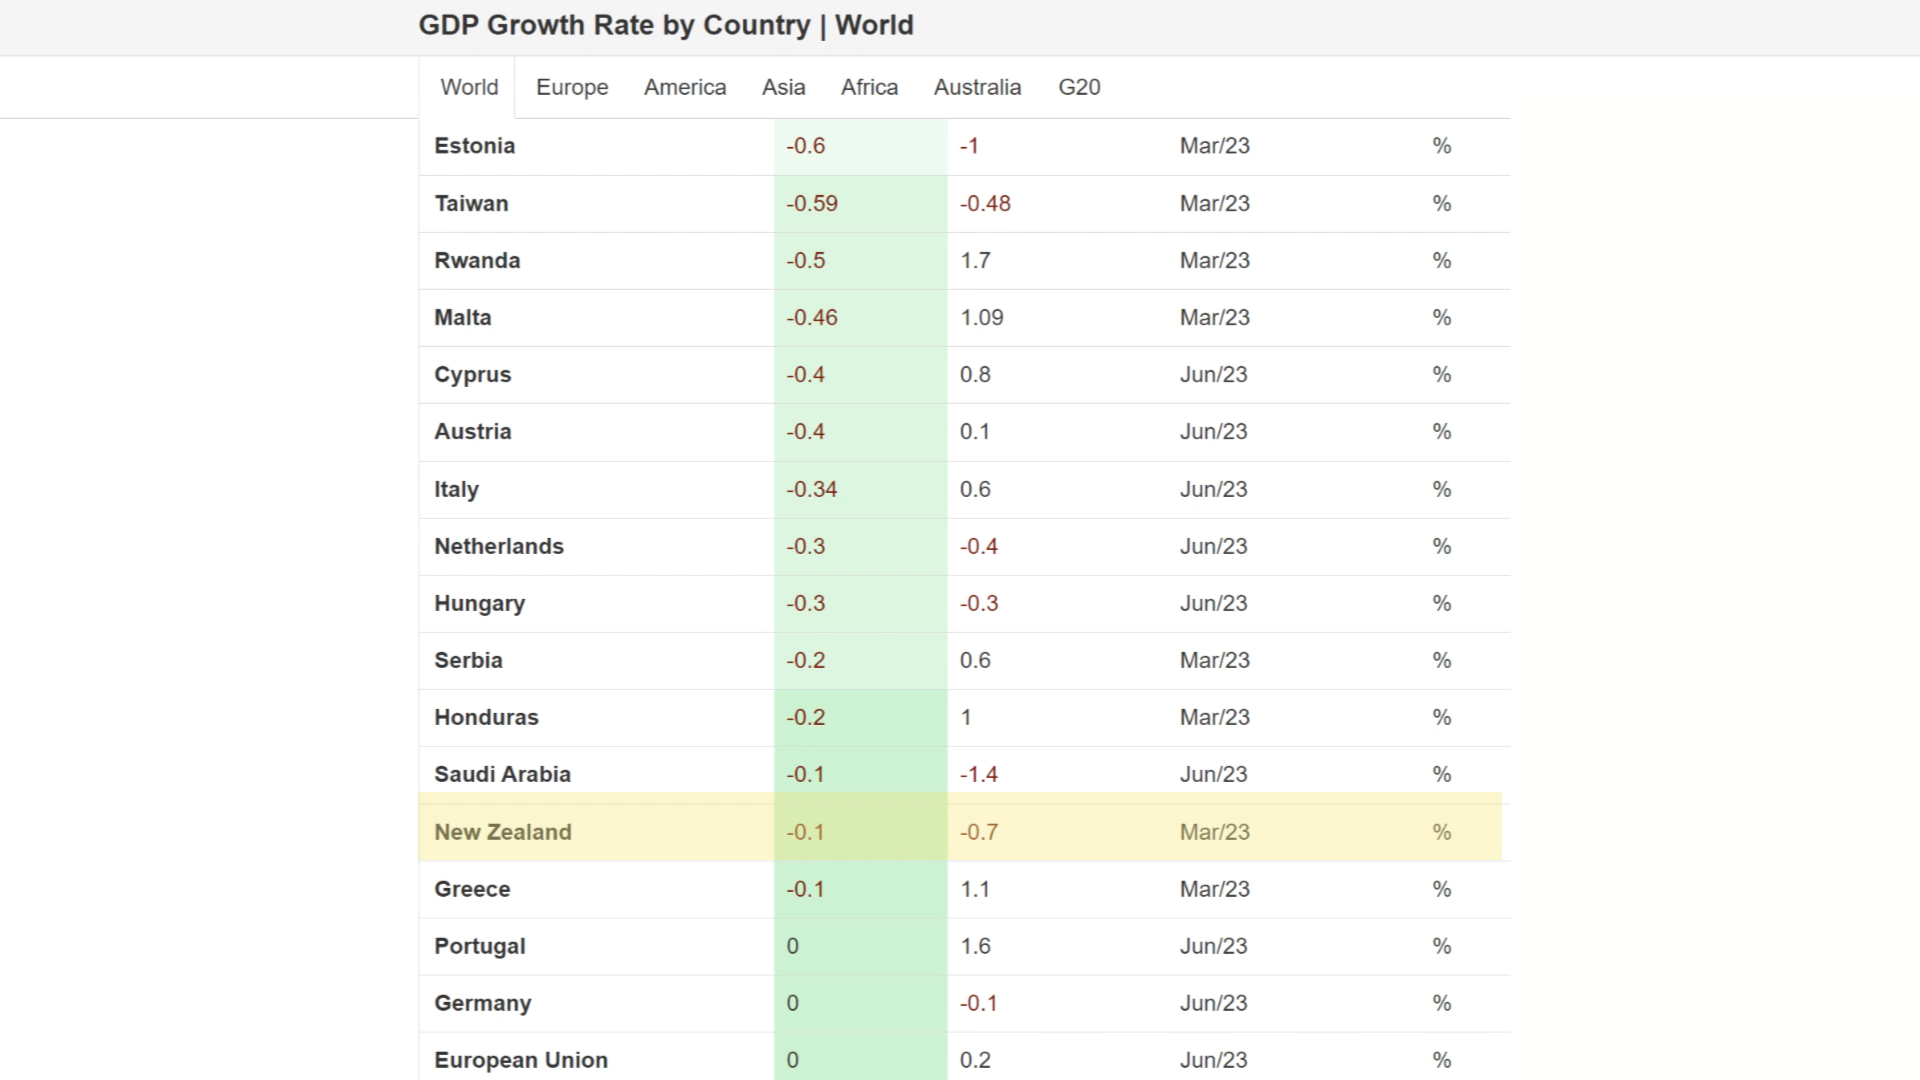 GDP Growth Rate by Country | World
World Europe America Asia Africa Australia G20
Estonia -0.6 -1 Mar/23 %
Taiwan -0.59 -0.48 Mar/23 %
Rwanda -0.5 1.7 Mar/23 %
Malta -0.46 1.09 Mar/23 %
Cyprus -0.4 0.8 Jun/23 %
Austria -0.4 0.1 Jun/23 %
Italy -0.34 0.6 Jun/23 %
Netherlands -0.3 -0.4 Jun/23 %
Hungary -0.3 -0.3 Jun/23 %
Serbia -0.2 0.6 Mar/23 %
Honduras -0.2 1 Mar/23 %
Saudi Arabia -0.1 -1.4 Jun/23 %
New Zealand -0.1 -0.7 Mar/23 %
Greece -0.1 1.1 Mar/23 %
Portugal 0 1.6 Jun/23 %
Germany 0 -0.1 Jun/23 %
European Union 0 0.2 Jun/23 %